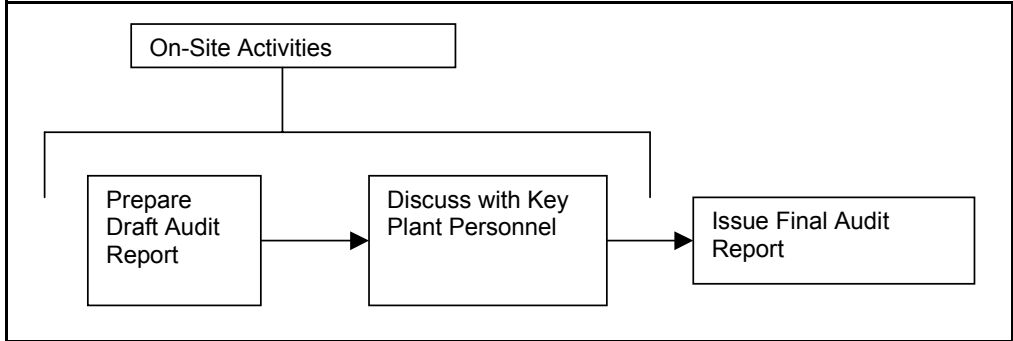 On-Site Activities
Prepare
Draft Audit
Report
Discuss with Key
Plant Personnel
Issue Final Audit
Report